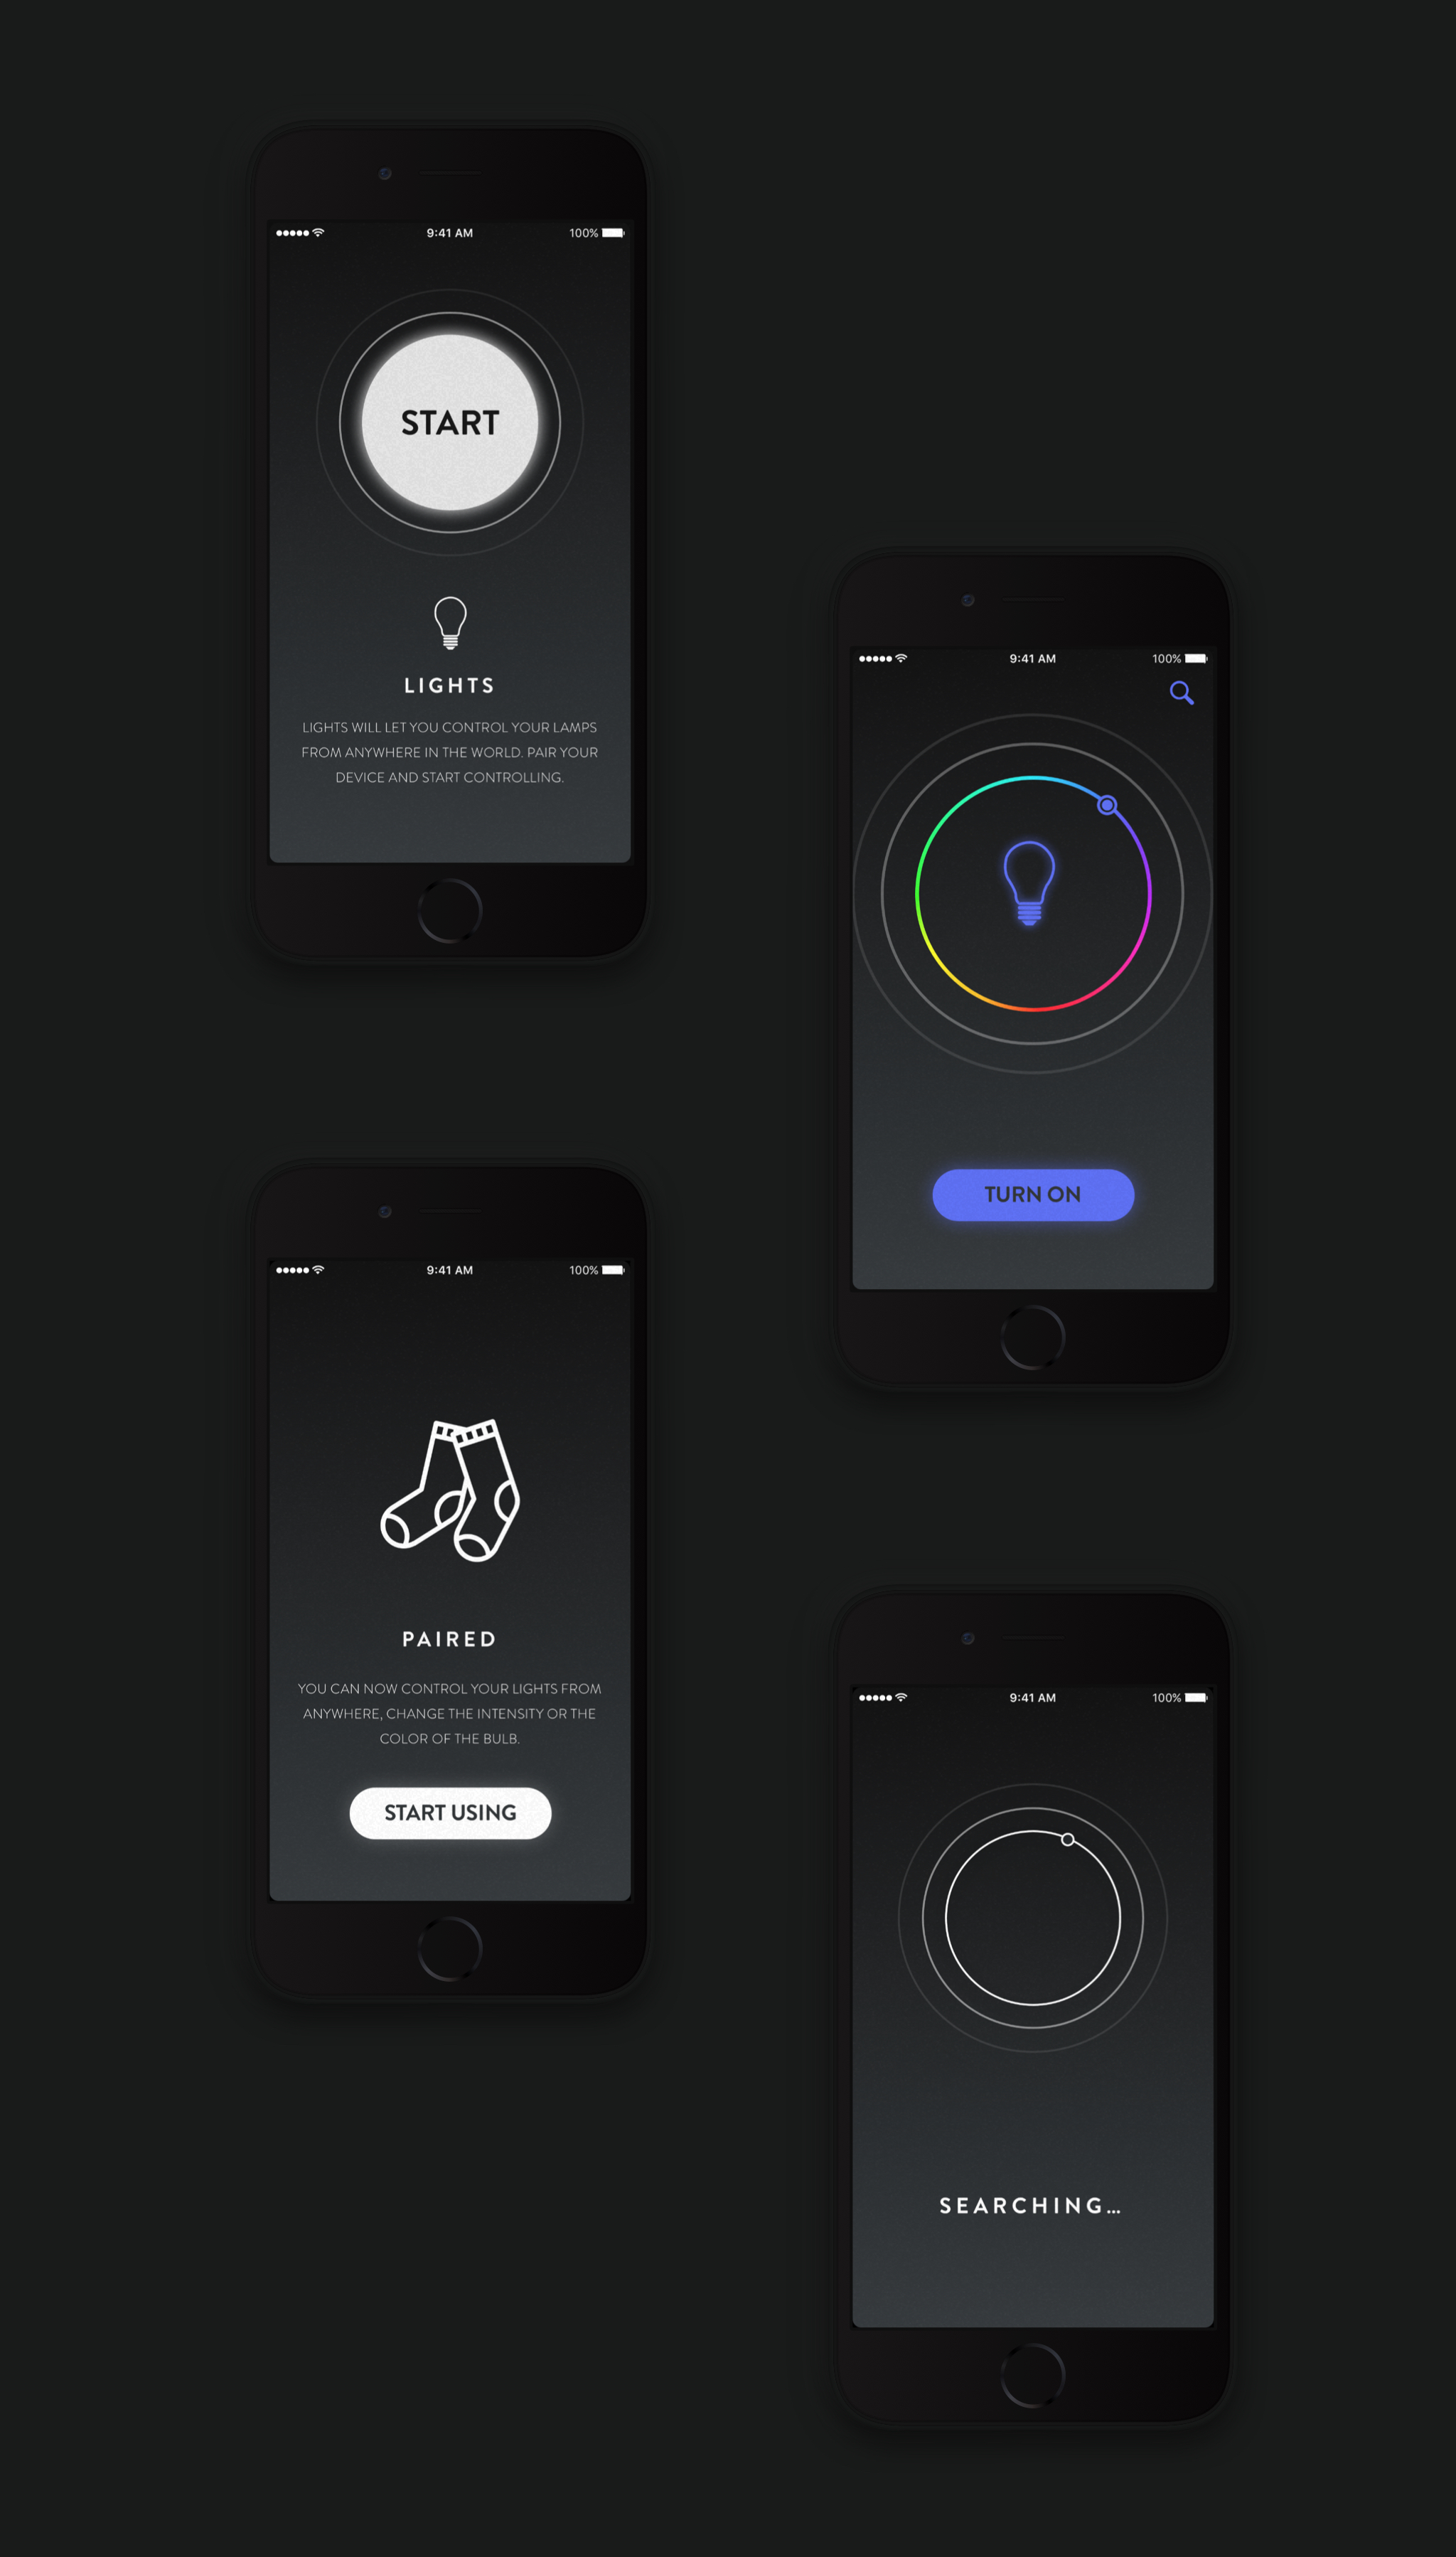 9:41 AM 100%
START
LIGHTS
LIGHTS WILL LET YOU CONTROL YOUR LAMPS
FROM ANYWHERE IN THE WORLD. PAIR YOUR
DEVICE AND START CONTROLLING.
9:41 AM 100%
TURN ON
9:41 AM 100%
PAIRED
YOU CAN NOW CONTROL YOUR LIGHTS FROM
ANYWHERE, CHANGE THE INTENSITY OR THE
COLOR OF THE BULB.
START USING
9:41 AM 100%
SEARCHING...